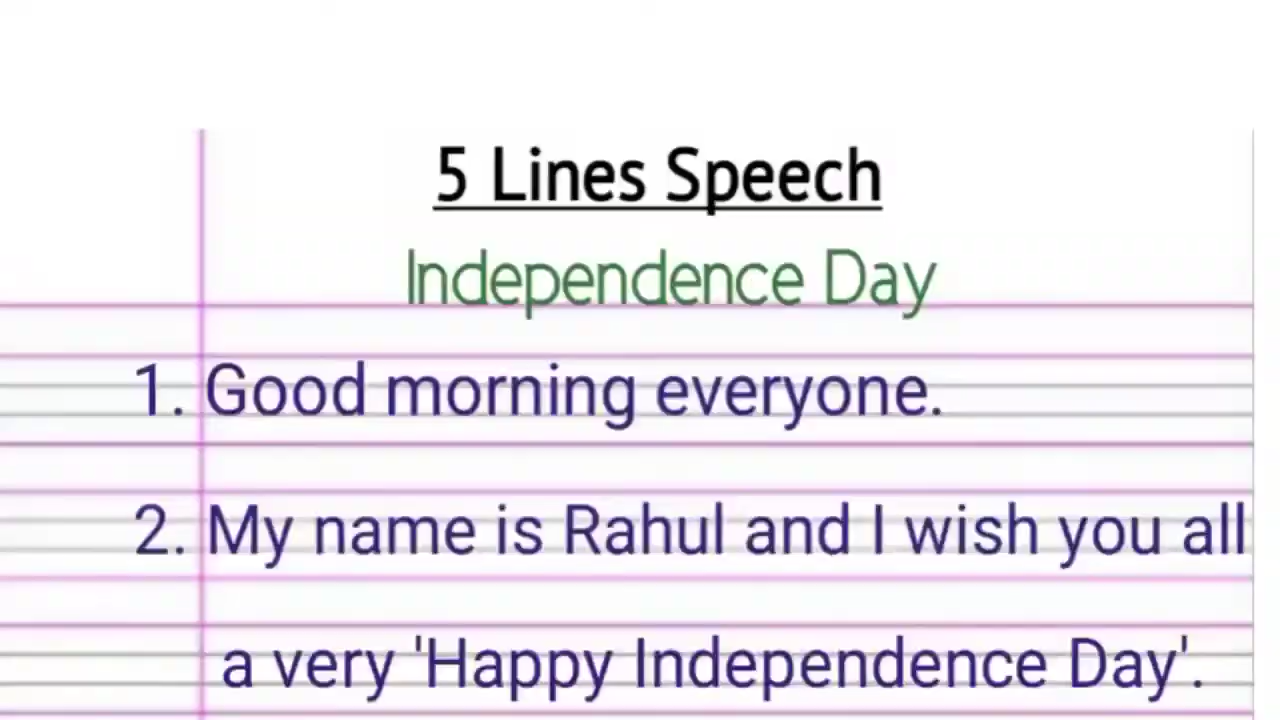 5 Lines Speech
Independence Day
1. Good morning everyone.
2. My name is Rahul and I wish you all
a very 'Happy Independence Day'.